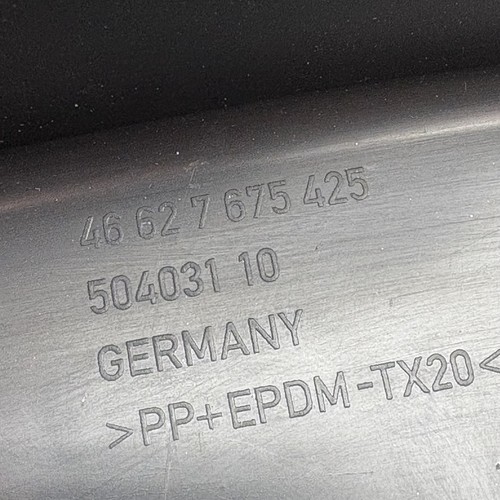 46 62 7 675 425
504031 10
GERMANY
>PP+EPDM-TX20<